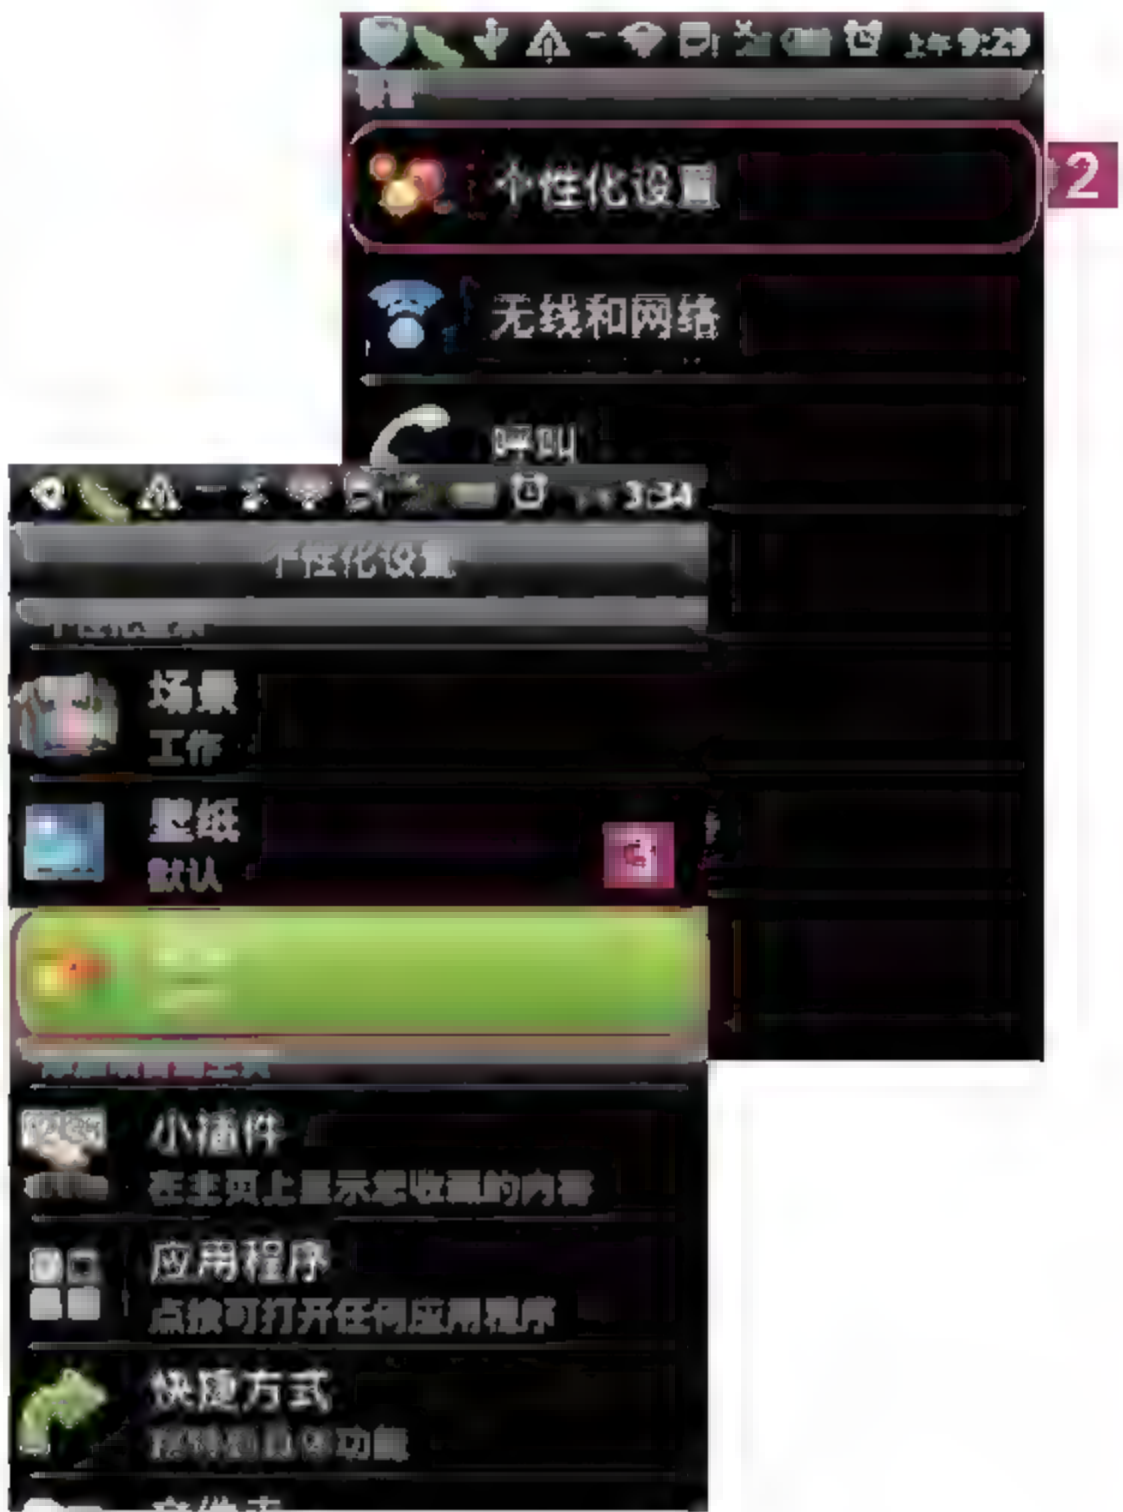 上午 9:29
个性化设置
2
无线和网络
呼叫
3:34
个性化设置
场景
工作
壁纸
3
默认
小插件
在主页上显示您收藏的内容
应用程序
点按可打开任何应用程序
快捷方式